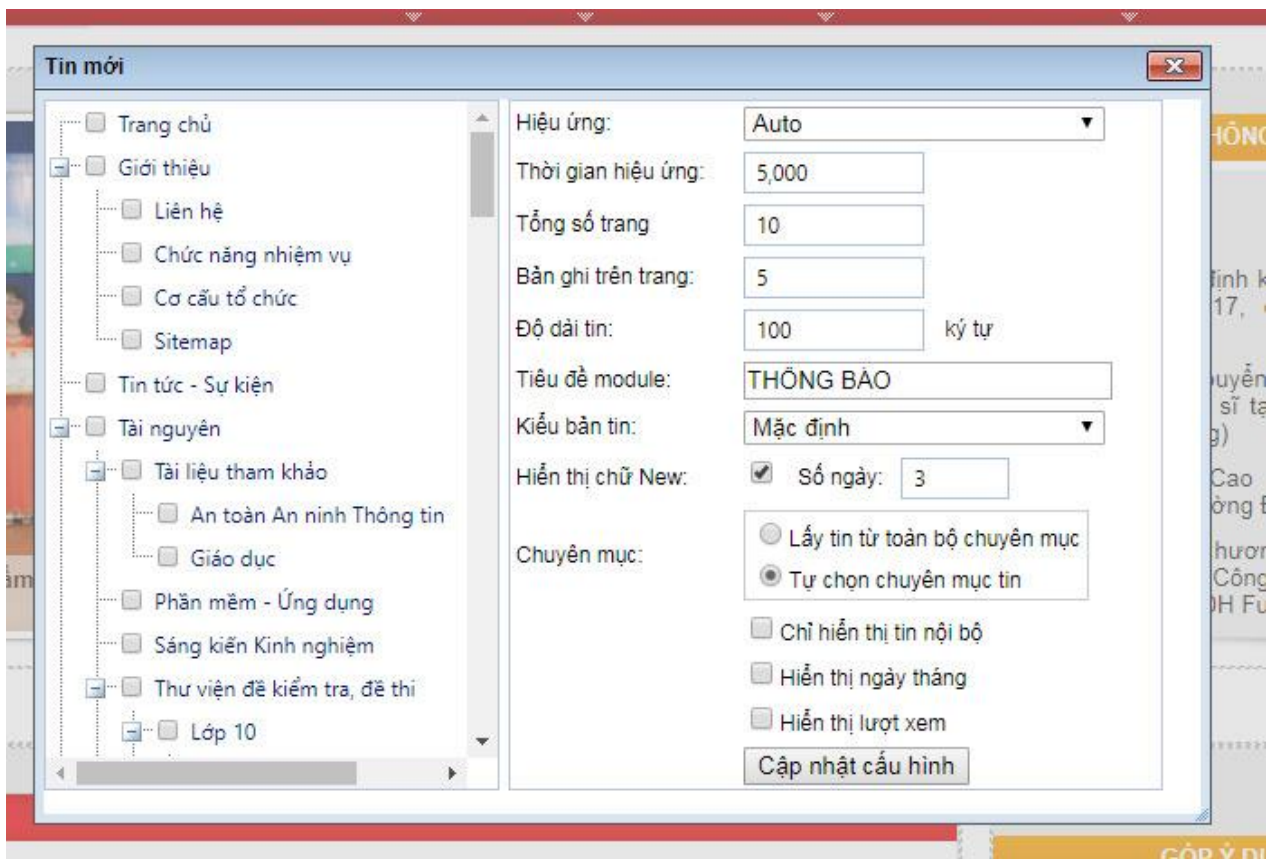 Tin mới
Trang chủ
Giới thiệu
Liên hệ
Chức năng nhiệm vụ
Cơ cấu tổ chức
Sitemap
Tin tức - Sự kiện
Tài nguyên
Tài liệu tham khảo
An toàn An ninh Thông tin
Giáo dục
Phần mềm - Ứng dụng
Sáng kiến Kinh nghiệm
Thư viện đề kiểm tra, đề thi
Lớp 10
Hiệu ứng: Auto
Thời gian hiệu ứng: 5,000
Tổng số trang 10
Bản ghi trên trang: 5
Độ dài tin: 100 ký tự
Tiêu đề module: THÔNG BÁO
Kiểu bản tin: Mặc định
Hiển thị chữ New: Số ngày: 3
Chuyên mục:
Lấy tin từ toàn bộ chuyên mục
Tự chọn chuyên mục tin
Chỉ hiển thị tin nội bộ
Hiển thị ngày tháng
Hiển thị lượt xem
Cập nhật cấu hình
17,
sĩ
Cao
GÓP Ý